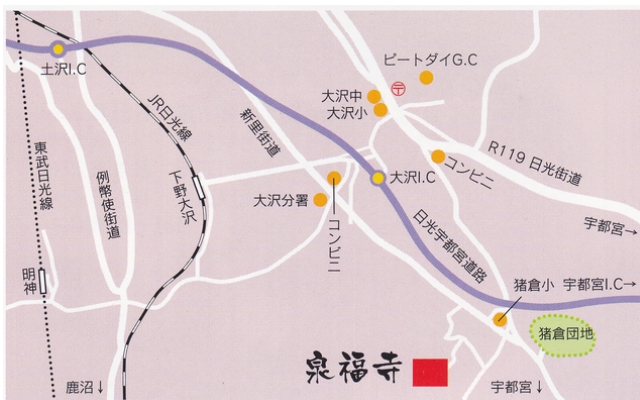 土沢I.C
JR日光線
新里街道
ピートダイG.C
大沢中
大沢小
〒
東武日光線
例幣使街道
下野大沢
大沢分署
コンビニ
大沢I.C
コンビニ
R119 日光街道
宇都宮→
日光宇都宮道路
明神
猪倉小
宇都宮I.C→
猪倉団地
鹿沼↓
泉福寺
宇都宮↓